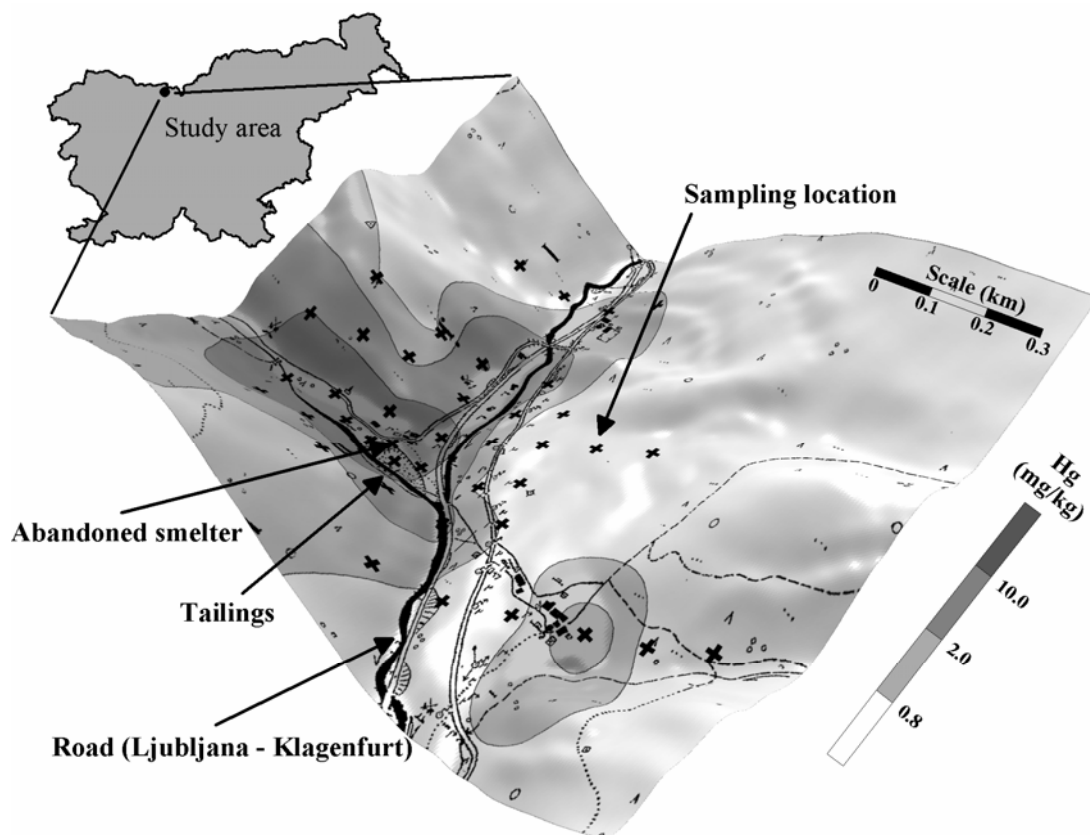 Study area
Sampling location
Scale (km)
0
0.1
0.2
0.3
Abandoned smelter
Tailings
Road (Ljubljana - Klagenfurt)
Hg
(mg/kg)
10.0
2.0
0.8